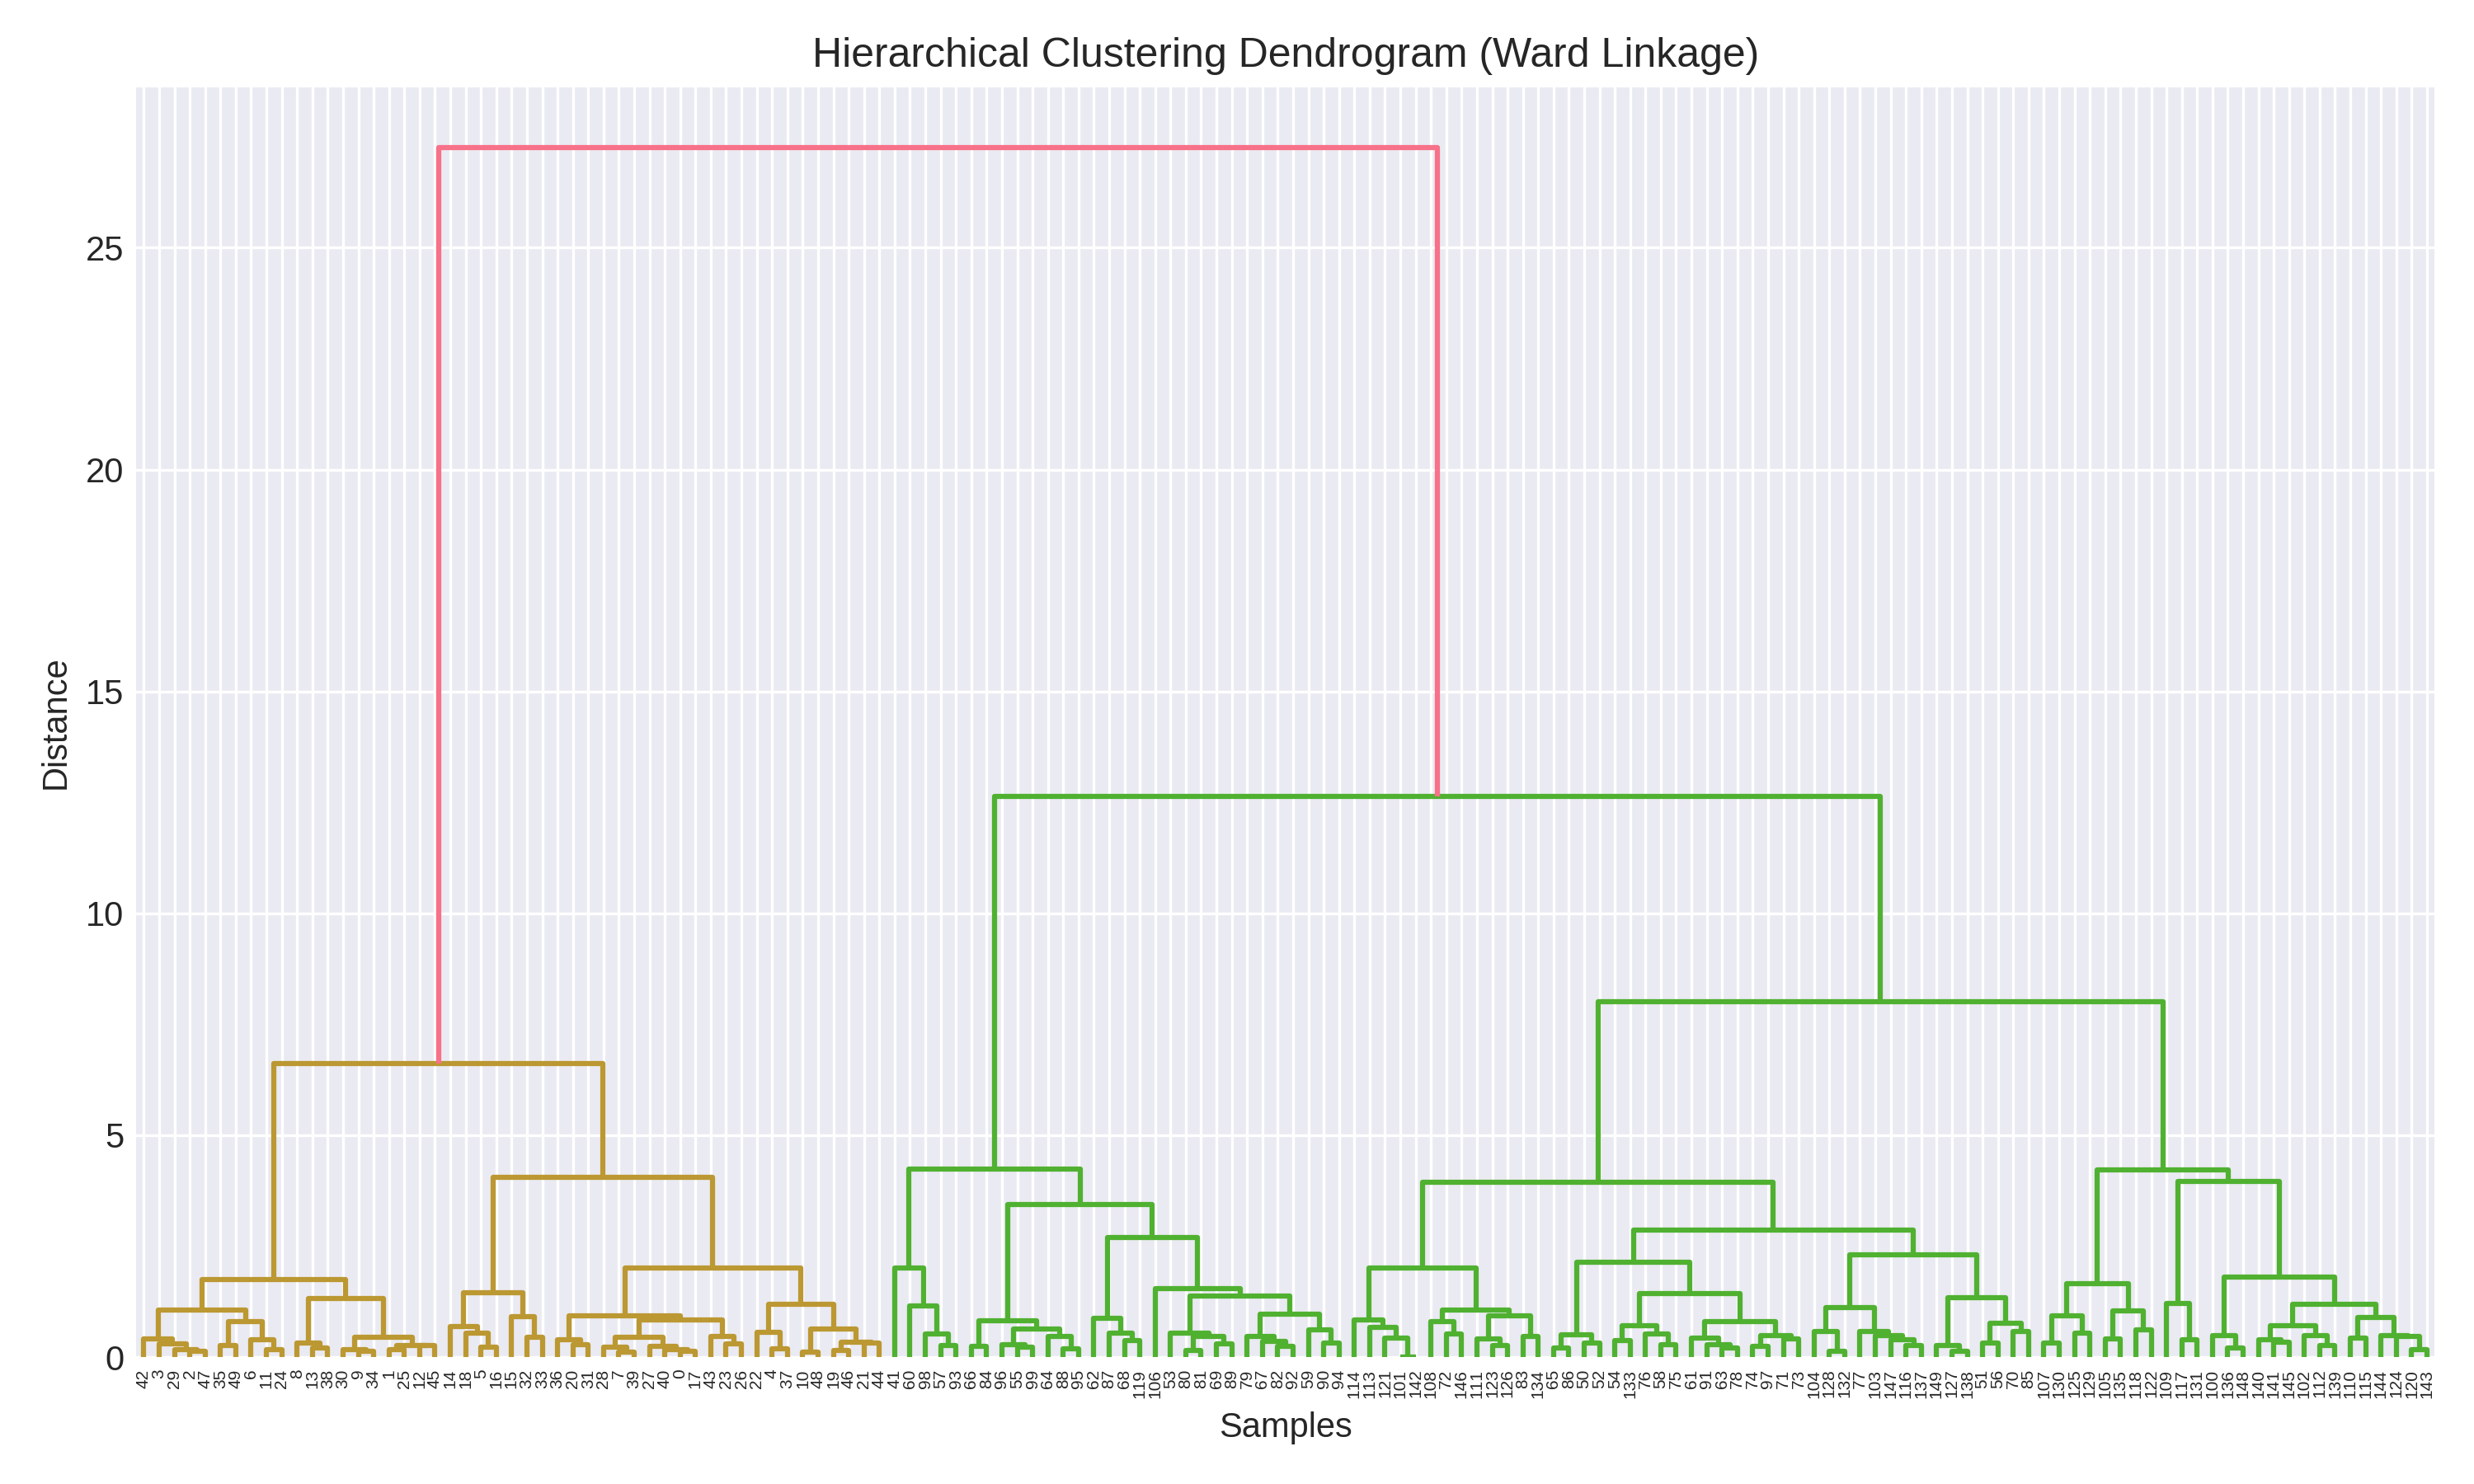 Hierarchical Clustering Dendrogram (Ward Linkage)
25
20
15
10
5
0
Distance
42 3 29 2 47 35 49 6 11 24 8 13 38 30 9 34 1 25 12 45 14 18 5 16 15 32 33 36 20 31 28 7 39 27 40 0 17 43 23 26 22 4 37 10 48 19 46 21 44 41 60 98 57 93 66 84 96 55 99 64 88 95 62 87 68 119 106 53 80 81 69 89 79 67 82 92 59 90 94 114 113 121 101 142 108 72 146 111 123 126 83 134 65 86 50 52 54 133 76 58 75 61 91 63 78 74 97 71 73 104 128 132 77 103 147 116 137 149 127 138 51 56 70 85 107 130 125 129 105 135 118 122 109 117 131 100 136 148 140 141 145 102 112 139 110 115 144 124 120 143
Samples